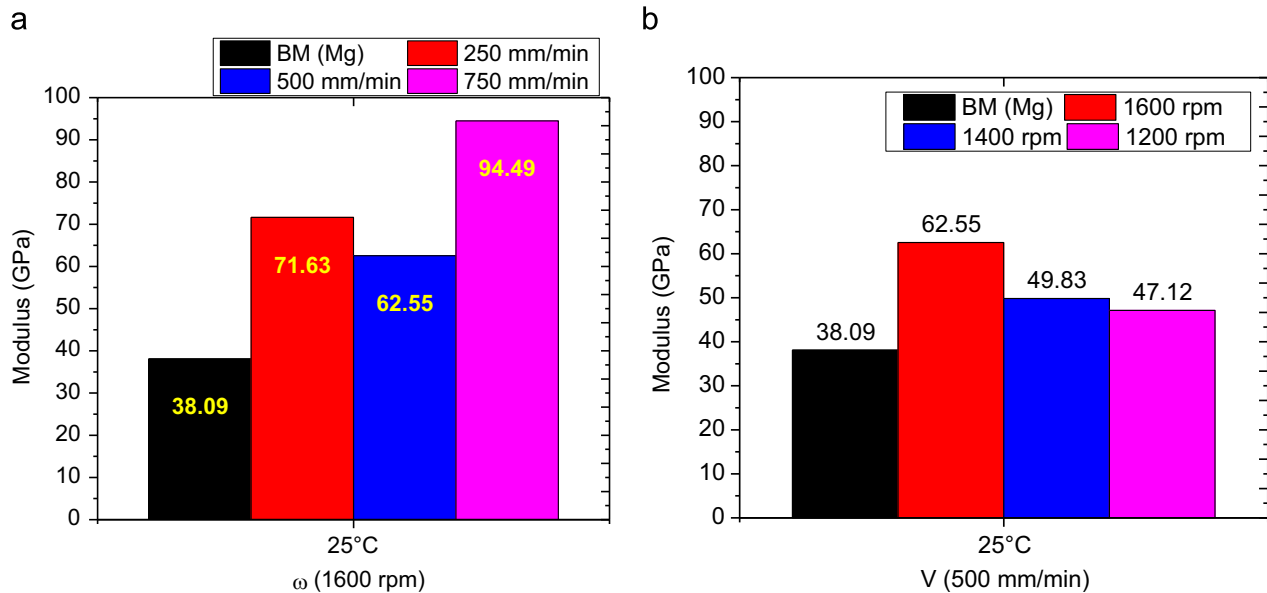 a
BM (Mg) 250 mm/min
500 mm/min 750 mm/min
100
90
80
70
60
50
40
30
20
10
0
Modulus (GPa)
38.09
71.63
62.55
94.49
25°C
ω (1600 rpm)
b
BM (Mg) 1600 rpm
1400 rpm 1200 rpm
100
90
80
70
60
50
40
30
20
10
0
Modulus (GPa)
38.09
62.55
49.83
47.12
25°C
V (500 mm/min)